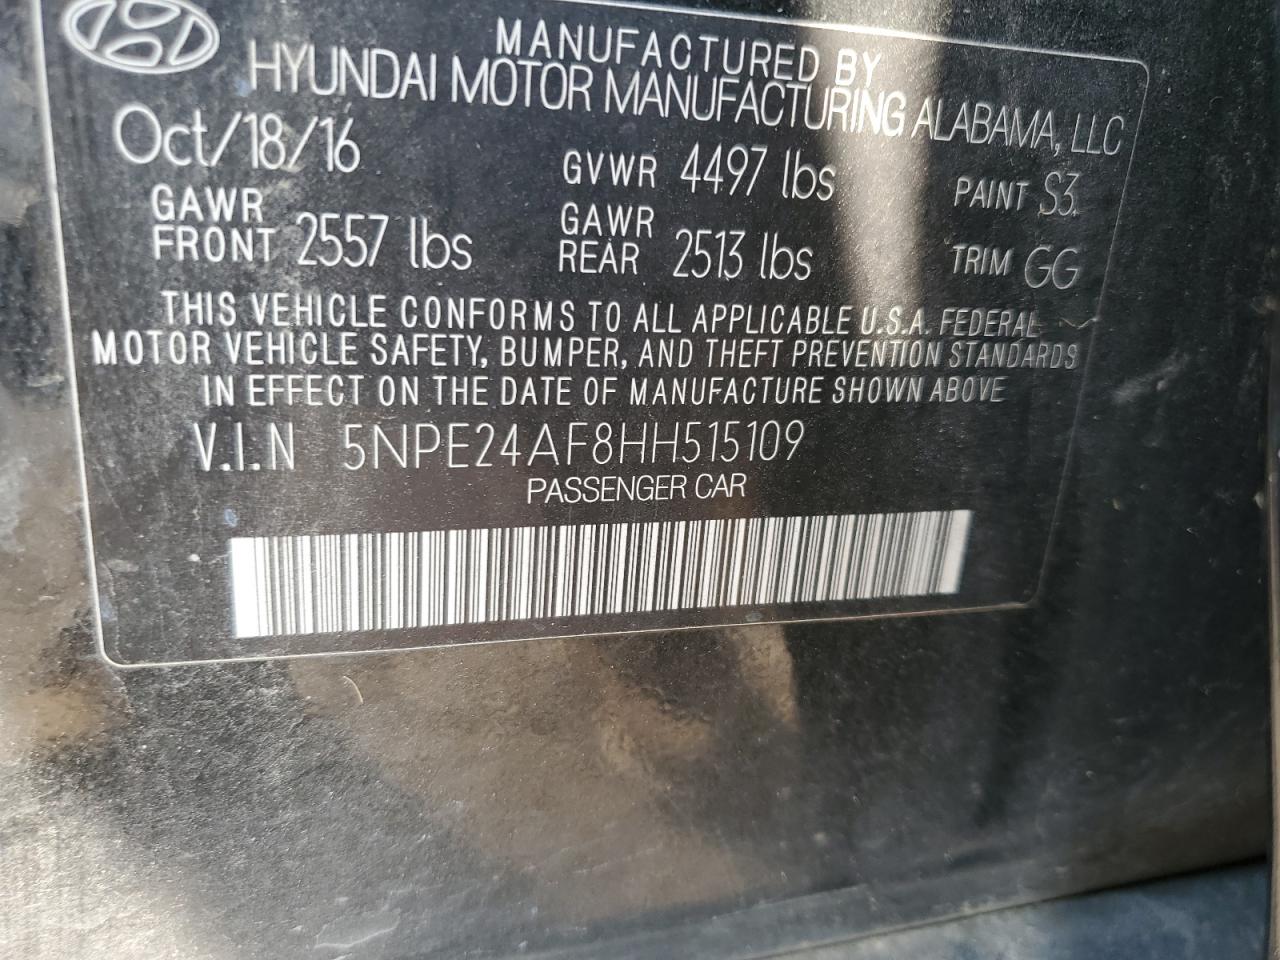 MANUFACTURED BY
HYUNDAI MOTOR MANUFACTURING ALABAMA, LLC
Oct/18/16 GVWR 4497 lbs PAINT S3
GAWR FRONT 2557 lbs GAWR REAR 2513 lbs TRIM GG
THIS VEHICLE CONFORMS TO ALL APPLICABLE U.S.A. FEDERAL
MOTOR VEHICLE SAFETY, BUMPER, AND THEFT PREVENTION STANDARDS
IN EFFECT ON THE DATE OF MANUFACTURE SHOWN ABOVE
V.I.N 5NPE24AF8HH515109
PASSENGER CAR